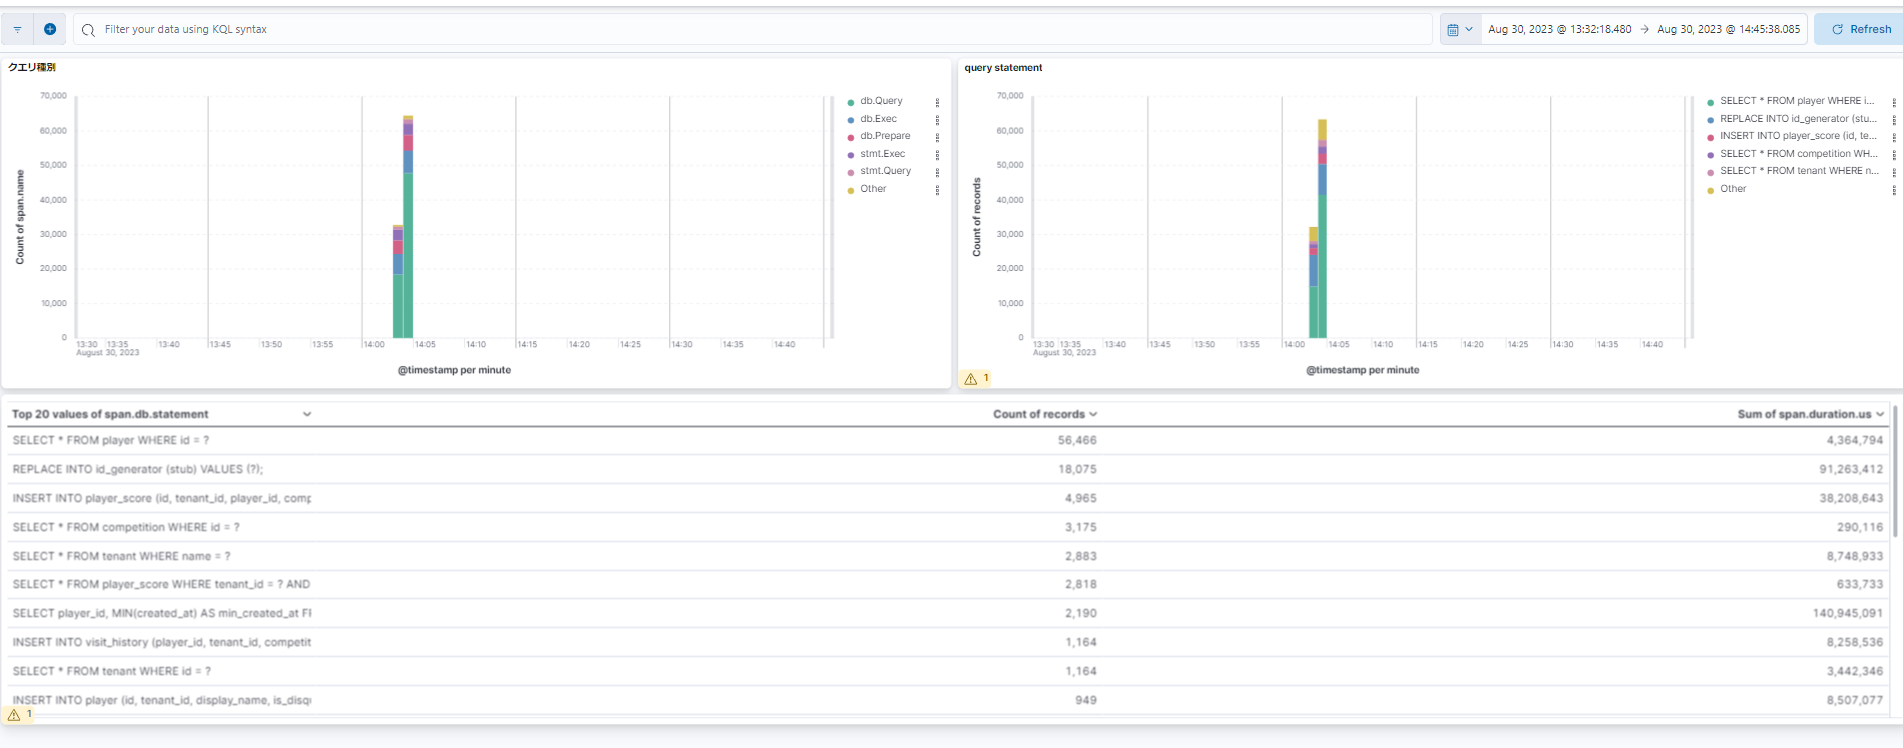 Filter your data using KQL syntax
Aug 30, 2023 @ 13:32:18.480 → Aug 30, 2023 @ 14:45:38.085
Refresh
クエリ種別
70,000
60,000
50,000
40,000
30,000
20,000
10,000
0
Count of span.name
13:30 13:35 13:40 13:45 13:50 13:55 14:00 14:05 14:10 14:15 14:20 14:25 14:30 14:35 14:40
August 30, 2023
@timestamp per minute
db.Query
db.Exec
db.Prepare
stmt.Exec
stmt.Query
Other
query statement
70,000
60,000
50,000
40,000
30,000
20,000
10,000
0
Count of records
13:30 13:35 13:40 13:45 13:50 13:55 14:00 14:05 14:10 14:15 14:20 14:25 14:30 14:35 14:40
August 30, 2023
@timestamp per minute
SELECT * FROM player WHERE i...
REPLACE INTO id_generator (stu...
INSERT INTO player_score (id, te...
SELECT * FROM competition WH...
SELECT * FROM tenant WHERE n...
Other
1
Top 20 values of span.db.statement Count of records Sum of span.duration.us
SELECT * FROM player WHERE id = ? 56,466 4,364,794
REPLACE INTO id_generator (stub) VALUES (?); 18,075 91,263,412
INSERT INTO player_score (id, tenant_id, player_id, comp 4,965 38,208,643
SELECT * FROM competition WHERE id = ? 3,175 290,116
SELECT * FROM tenant WHERE name = ? 2,883 8,748,933
SELECT * FROM player_score WHERE tenant_id = ? AND 2,818 633,733
SELECT player_id, MIN(created_at) AS min_created_at 2,190 140,945,091
INSERT INTO visit_history (player_id, tenant_id, competit 1,164 8,258,536
SELECT * FROM tenant WHERE id = ? 1,164 3,442,346
INSERT INTO player (id, tenant_id, display_name, is_disq 949 8,507,077
1